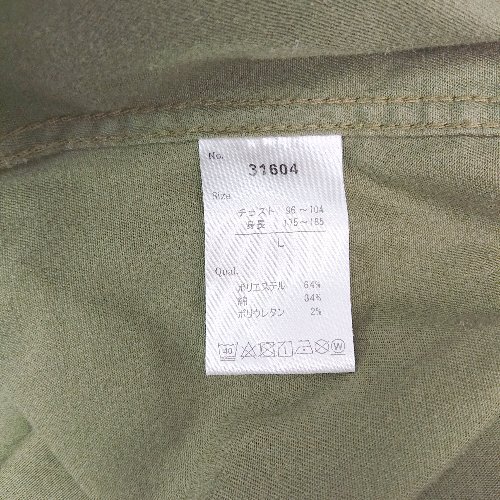 No.
31604
Size
チェスト 96～104
身長 175～185
L
Qual.
ポリエステル 64%
綿 34%
ポリウレタン 2%
40 W